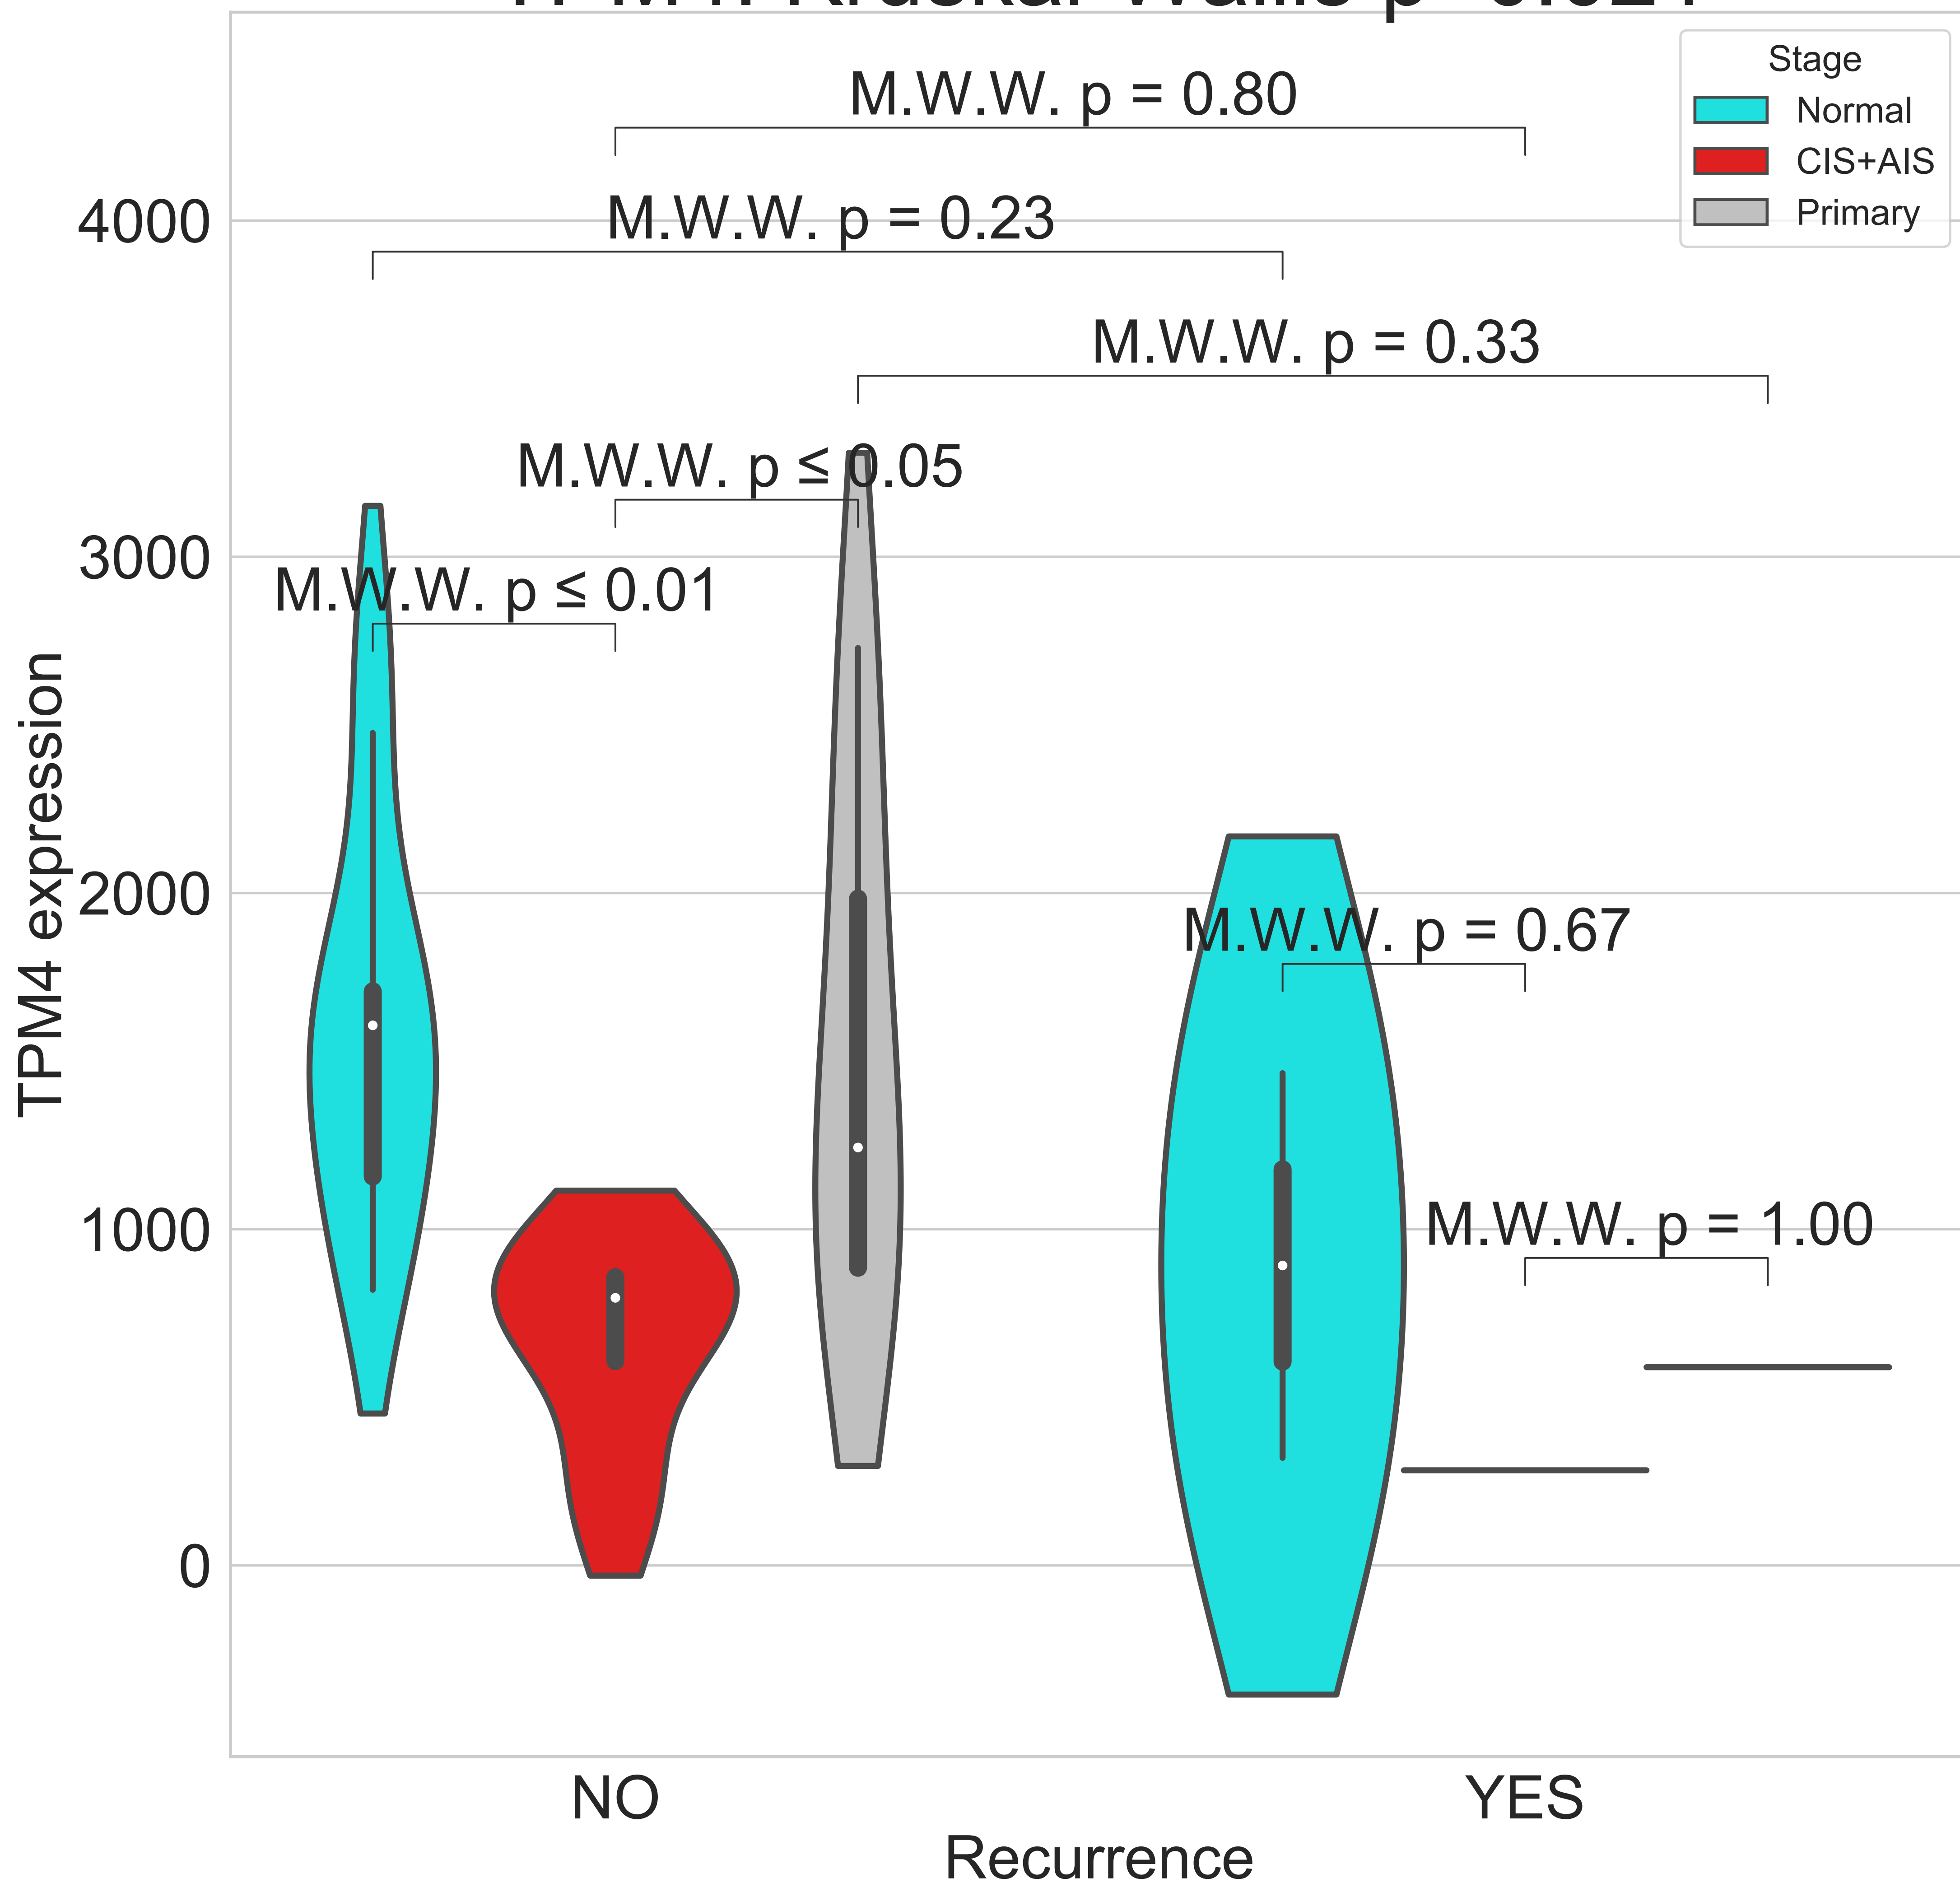 Stage
Normal
CIS+AIS
Primary
M.W.W. p = 0.80
M.W.W. p = 0.23
M.W.W. p = 0.33
M.W.W. p ≤ 0.05
M.W.W. p ≤ 0.01
M.W.W. p = 0.67
M.W.W. p = 1.00
4000
3000
2000
1000
0
TPM4 expression
NO
YES
Recurrence